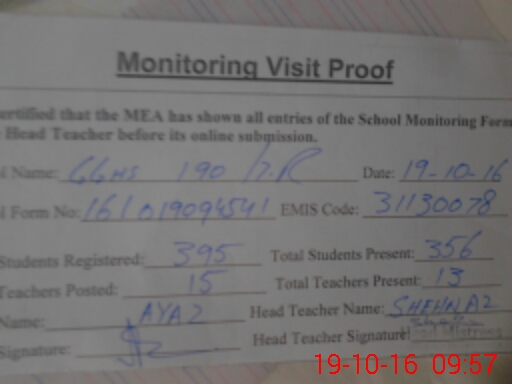 Monitoring Visit Proof
ertified that the MEA has shown all entries of the School Monitoring Form
Head Teacher before its online submission.
l Name: GGHS 190 /7.R Date: 19-10-16
l Form No: 161019094541 EMIS Code: 31130078
Students Registered: 395 Total Students Present: 356
Teachers Posted: 15 Total Teachers Present: 13
Name: AYAZ Head Teacher Name: SHEHNAZ
Signature: Head Teacher Signature:
19-10-16 09:57